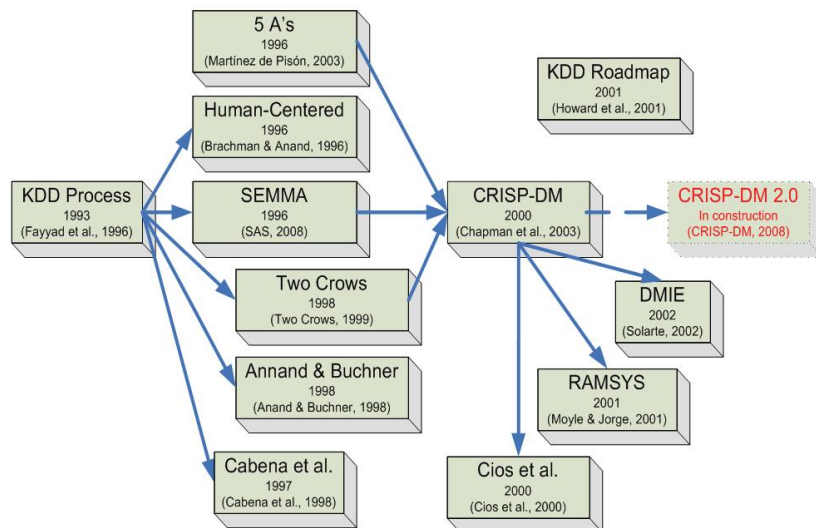 5 A's
1996
(Martínez de Pisón, 2003)
KDD Roadmap
2001
(Howard et al., 2001)
Human-Centered
1996
(Brachman & Anand, 1996)
KDD Process
1993
(Fayyad et al., 1996)
SEMMA
1996
(SAS, 2008)
CRISP-DM
2000
(Chapman et al., 2003)
CRISP-DM 2.0
In construction
(CRISP-DM, 2008)
Two Crows
1998
(Two Crows, 1999)
DMIE
2002
(Solarte, 2002)
Annand & Buchner
1998
(Anand & Buchner, 1998)
RAMSYS
2001
(Moyle & Jorge, 2001)
Cabena et al.
1997
(Cabena et al., 1998)
Cios et al.
2000
(Cios et al., 2000)